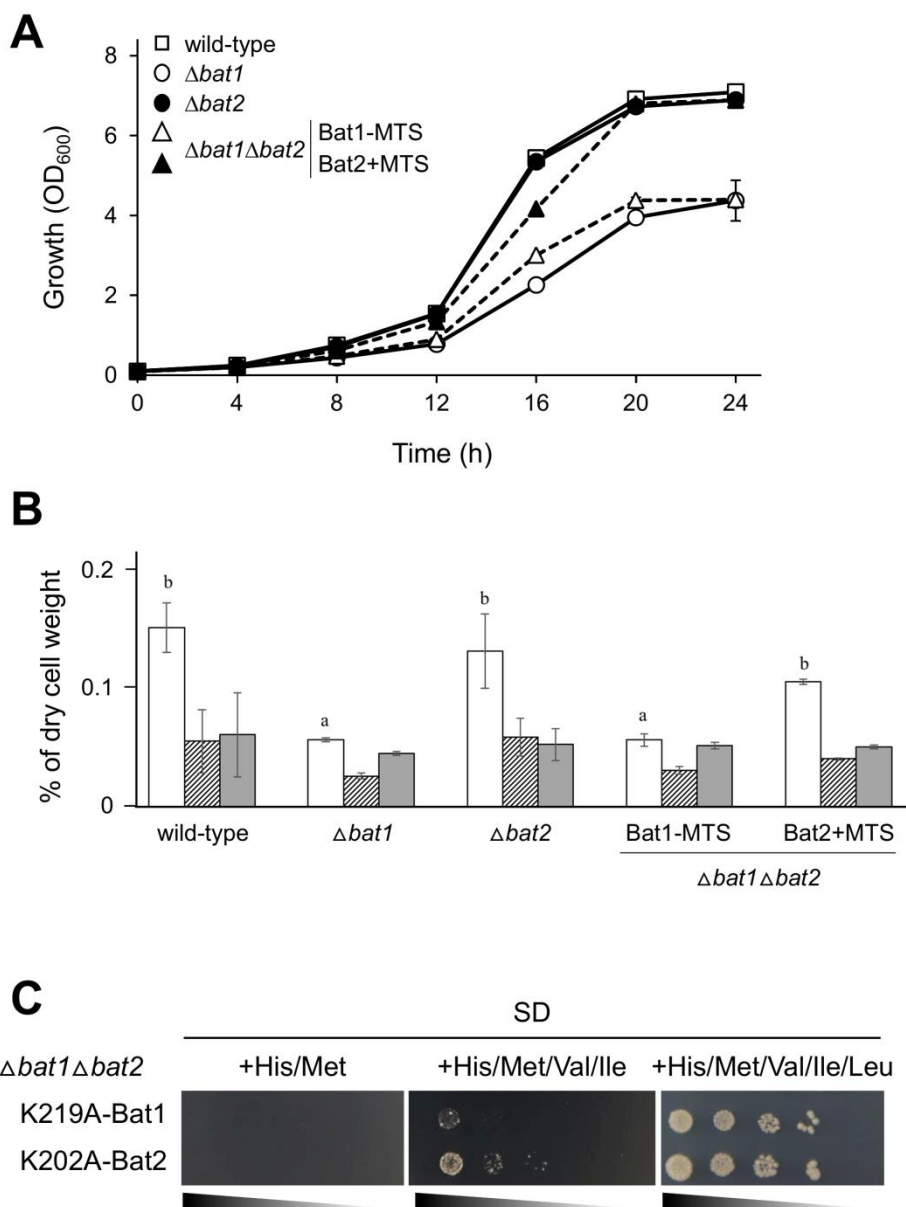 A
wild-type
Δbat1
Δbat2
Δbat1Δbat2
Bat1-MTS
Bat2+MTS
Growth (OD600)
8
6
4
2
0
0 4 8 12 16 20 24
Time (h)
B
% of dry cell weight
0.2
0.1
0
b
a
b
a
b
wild-type Δbat1 Δbat2 Bat1-MTS Bat2+MTS
Δbat1Δbat2
C
SD
Δbat1Δbat2 +His/Met +His/Met/Val/Ile +His/Met/Val/Ile/Leu
K219A-Bat1
K202A-Bat2